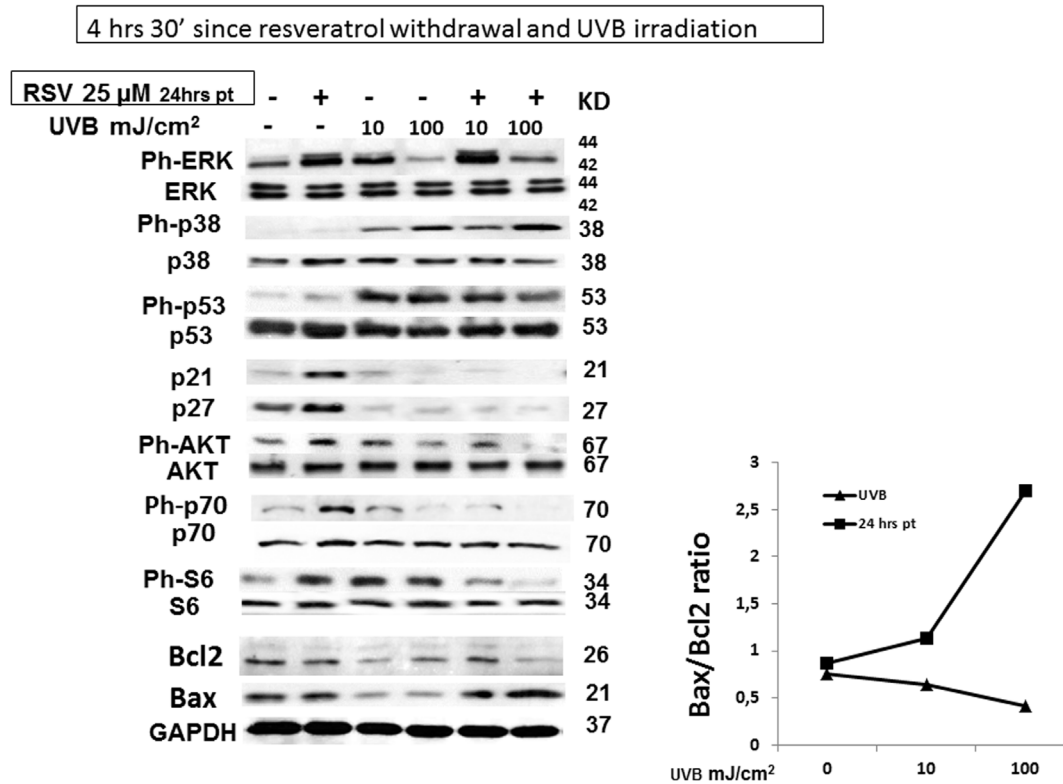 4 hrs 30’ since resveratrol withdrawal and UVB irradiation
RSV 25 µM 24hrs pt - + - - + + KD
UVB mJ/cm² - - 10 100 10 100
Ph-ERK 44 42
ERK 44 42
Ph-p38 38
p38 38
Ph-p53 53
p53 53
p21 21
p27 27
Ph-AKT 67
AKT 67
Ph-p70 70
p70 70
Ph-S6 34
S6 34
Bcl2 26
Bax 21
GAPDH 37
Bax/Bcl2 ratio
3
2,5
2
1,5
1
0,5
0
UVB
24 hrs pt
0 10 100
UVB mJ/cm²